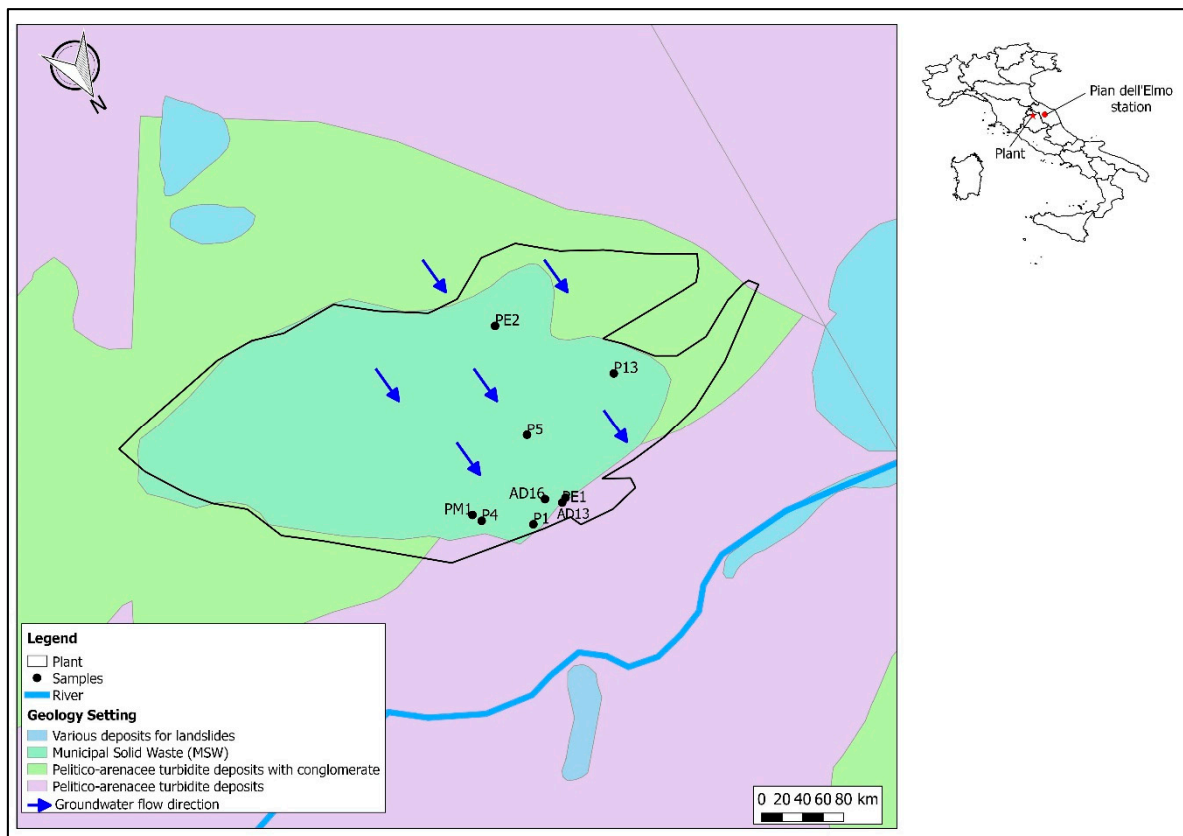 N
Pian dell'Elmo
station
Plant
PE2
P13
P5
AD16
PE1
PM1
P4
P1
AD13
Legend
Plant
Samples
River
Geology Setting
Various deposits for landslides
Municipal Solid Waste (MSW)
Pelitico-arenacee turbidite deposits with conglomerate
Pelitico-arenacee turbidite deposits
Groundwater flow direction
0 20 40 60 80 km